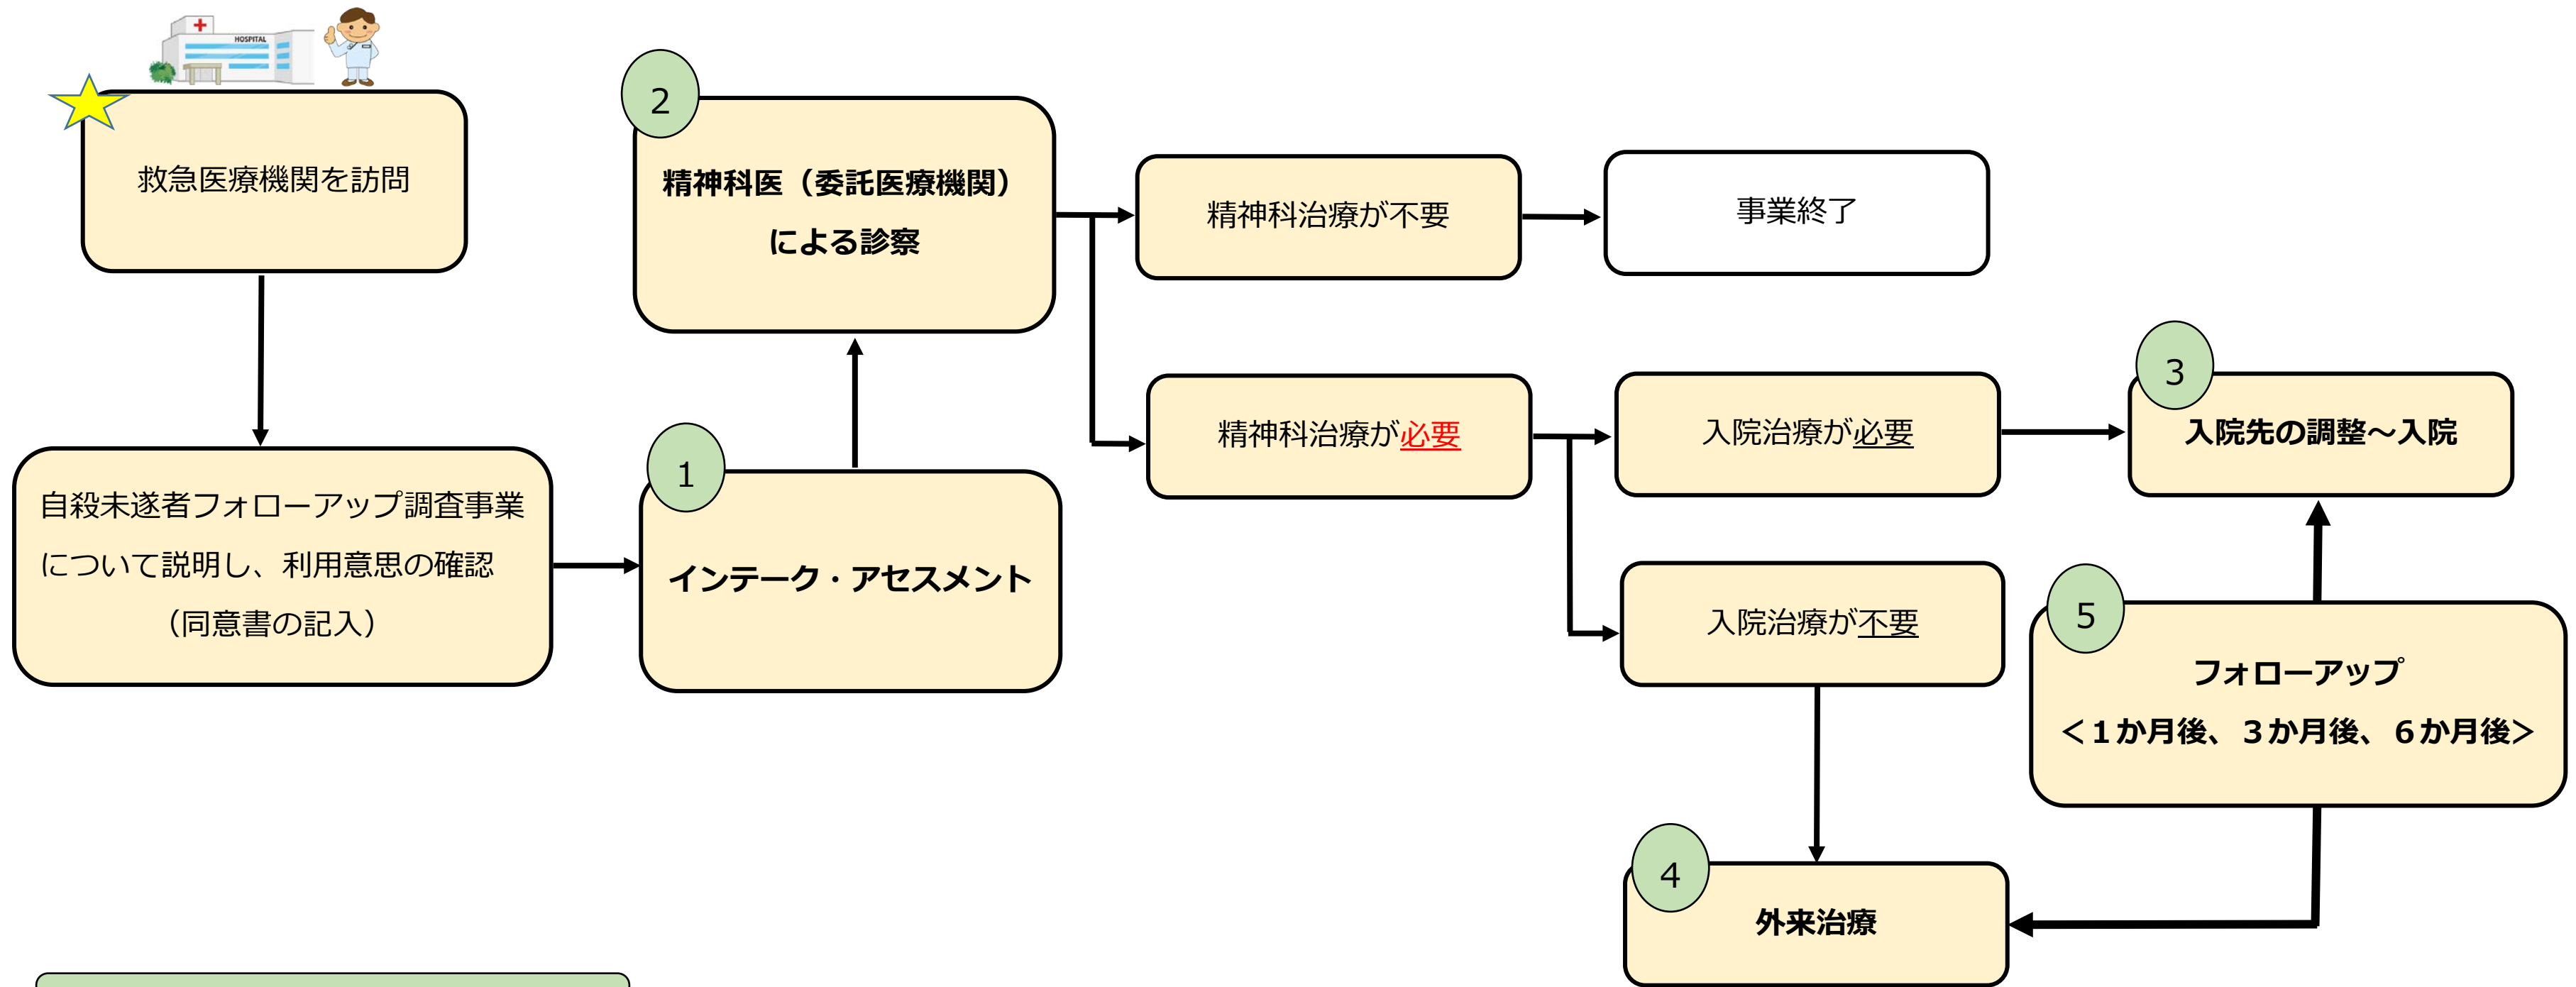 HOSPITAL
救急医療機関を訪問
自殺未遂者フォローアップ調査事業
について説明し、利用意思の確認
（同意書の記入）
1
インテーク・アセスメント
2
精神科医（委託医療機関）
による診察
精神科治療が不要
事業終了
精神科治療が必要
入院治療が必要
3
入院先の調整～入院
入院治療が不要
4
外来治療
5
フォローアップ
＜１か月後、３か月後、６か月後＞